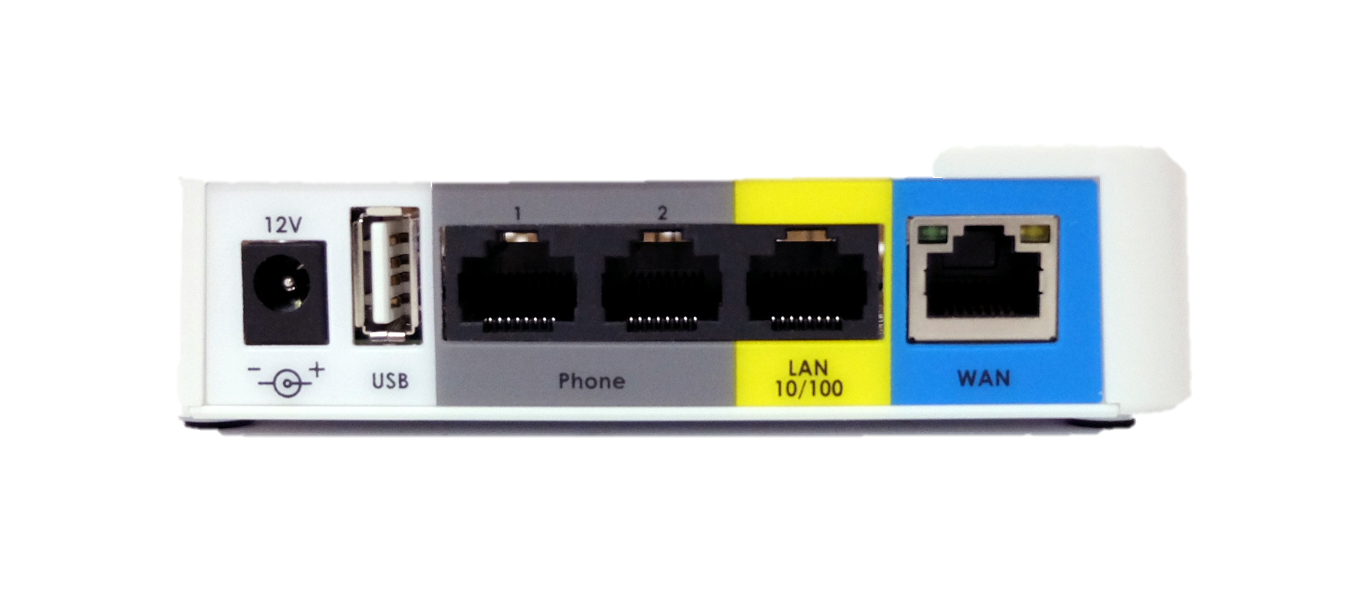 12V
- +
USB
1
2
Phone
LAN
10/100
WAN